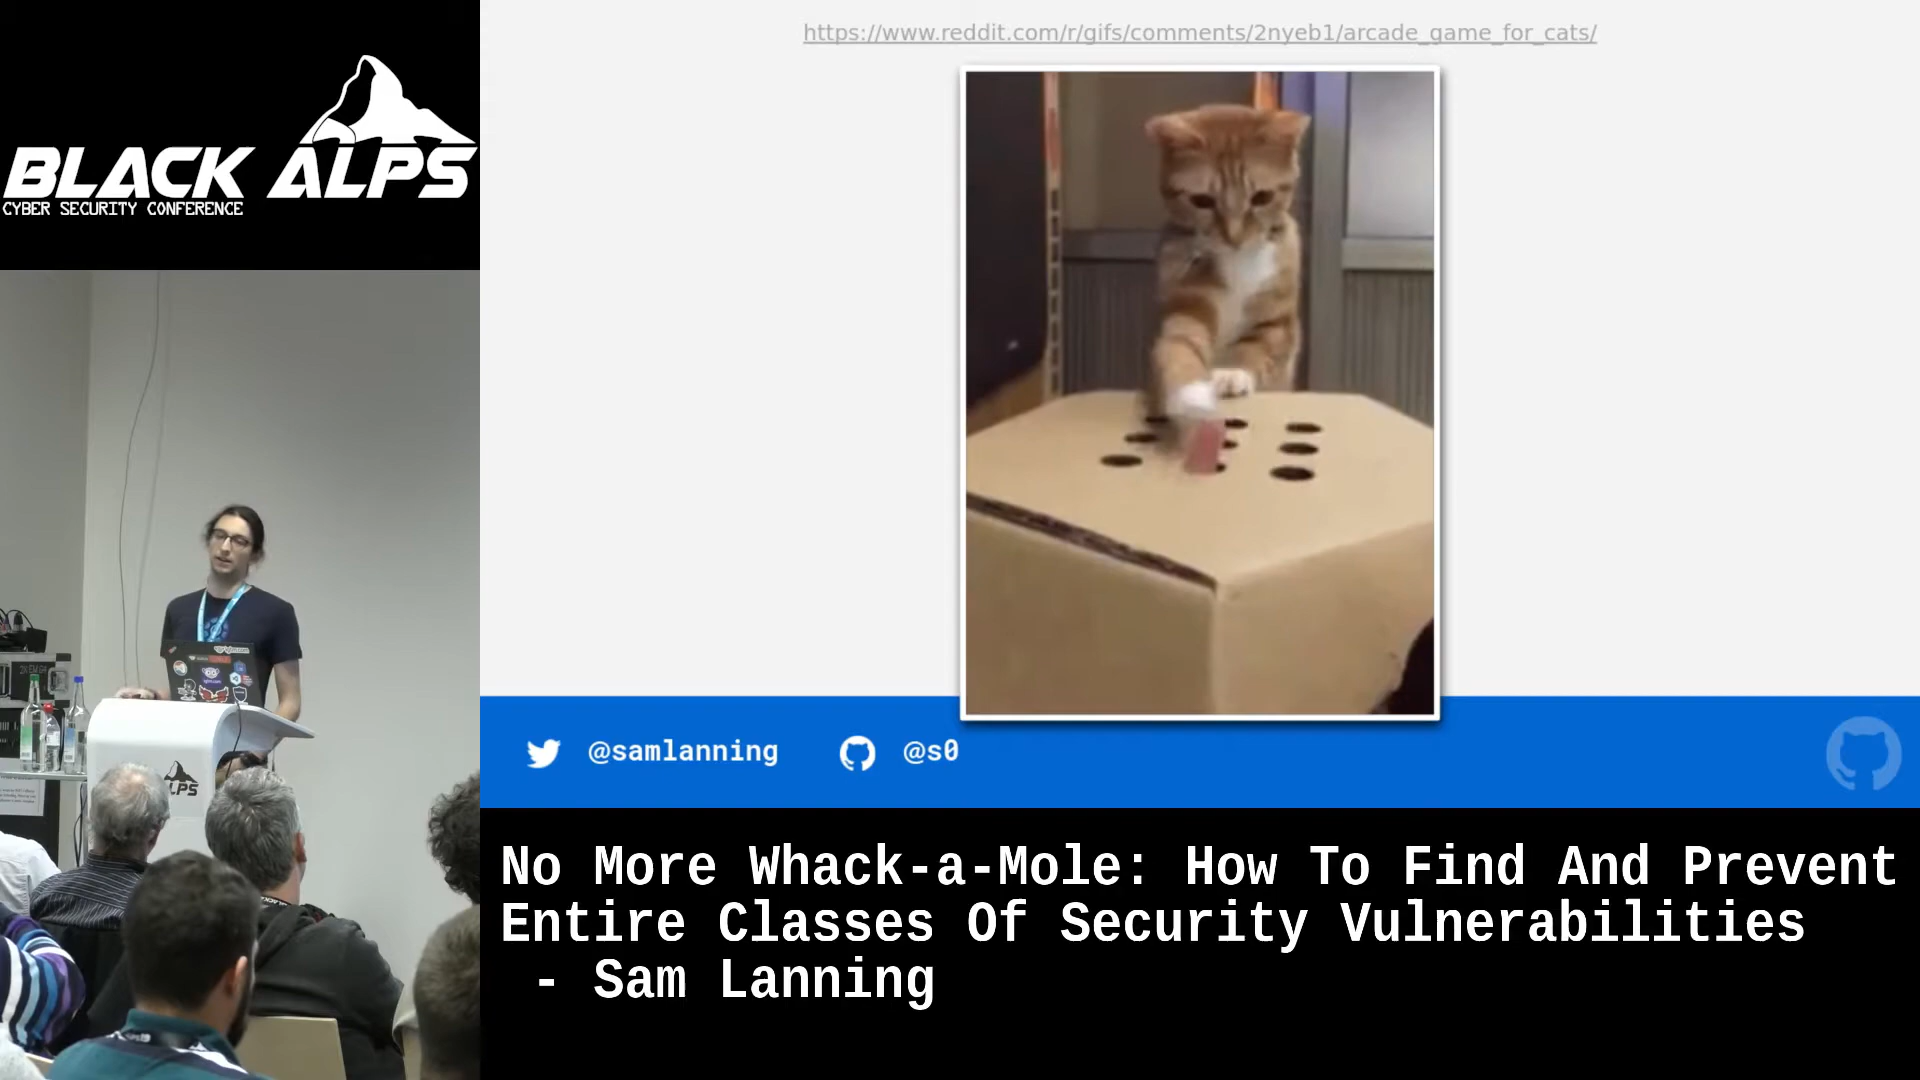 BLACK ALPS
CYBER SECURITY CONFERENCE
https://www.reddit.com/r/gifs/comments/2nyeb1/arcade_game_for_cats/
@samlanning @s0
ALPS
No More Whack-a-Mole: How To Find And Prevent
Entire Classes Of Security Vulnerabilities
- Sam Lanning